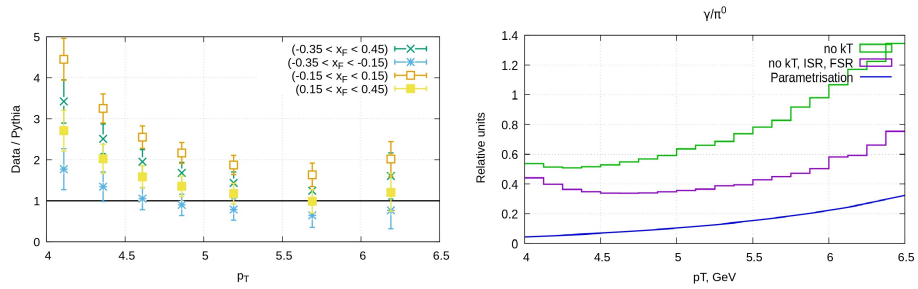 5
4
3
2
1
0
Data / Pythia
(-0.35 < x_F < 0.45)
(-0.35 < x_F < -0.15)
(-0.15 < x_F < 0.15)
(0.15 < x_F < 0.45)
4 4.5 5 5.5 6 6.5
p_T
γ/π⁰
1.4
1.2
1
0.8
0.6
0.4
0.2
0
Relative units
no kT
no kT, ISR, FSR
Parametrisation
4 4.5 5 5.5 6 6.5
pT, GeV